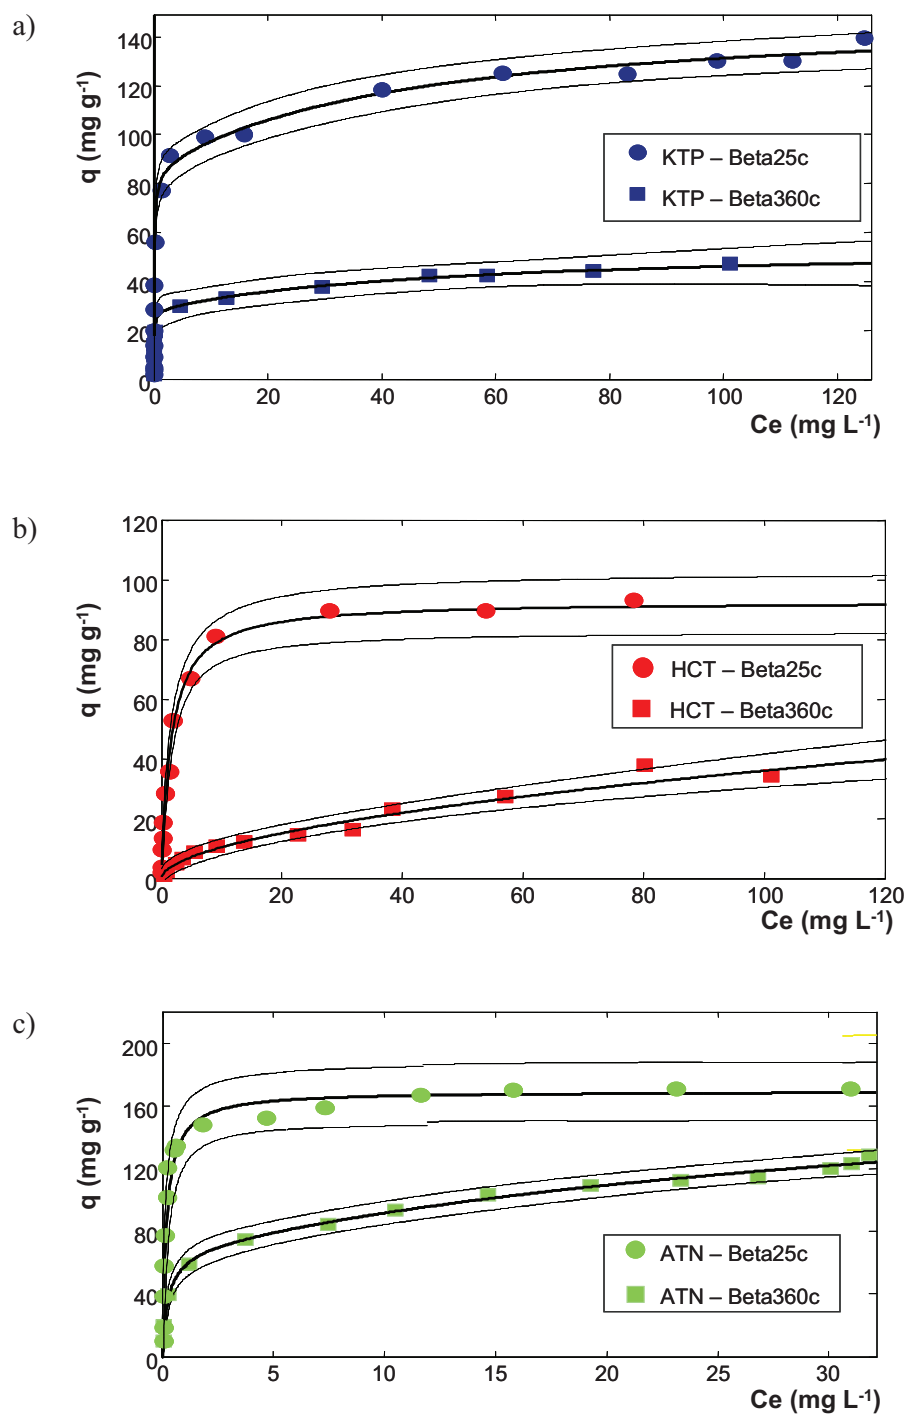 a)
q (mg g⁻¹)
140
120
100
80
60
40
20
0
KTP – Beta25c
KTP – Beta360c
0 20 40 60 80 100 120
Ce (mg L⁻¹)
b)
q (mg g⁻¹)
120
100
80
60
40
20
0
HCT – Beta25c
HCT – Beta360c
0 20 40 60 80 100 120
Ce (mg L⁻¹)
c)
q (mg g⁻¹)
200
160
120
80
40
0
ATN – Beta25c
ATN – Beta360c
0 5 10 15 20 25 30
Ce (mg L⁻¹)